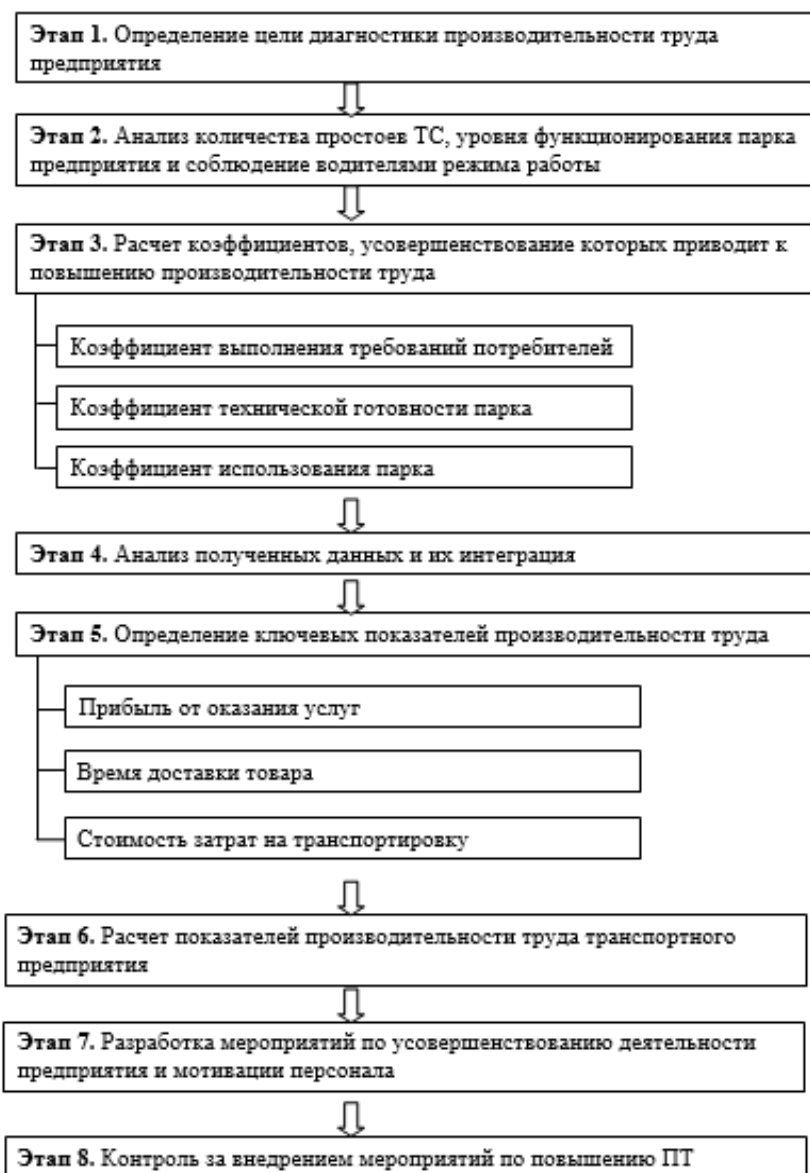 Этап 1. Определение цели диагностики производительности труда
предприятия
Этап 2. Анализ количества простоев ТС, уровня функционирования парка
предприятия и соблюдение водителями режима работы
Этап 3. Расчет коэффициентов, усовершенствование которых приводит к
повышению производительности труда
Коэффициент выполнения требований потребителей
Коэффициент технической готовности парка
Коэффициент использования парка
Этап 4. Анализ полученных данных и их интеграция
Этап 5. Определение ключевых показателей производительности труда
Прибыль от оказания услуг
Время доставки товара
Стоимость затрат на транспортировку
Этап 6. Расчет показателей производительности труда транспортного
предприятия
Этап 7. Разработка мероприятий по усовершенствованию деятельности
предприятия и мотивации персонала
Этап 8. Контроль за внедрением мероприятий по повышению ПТ